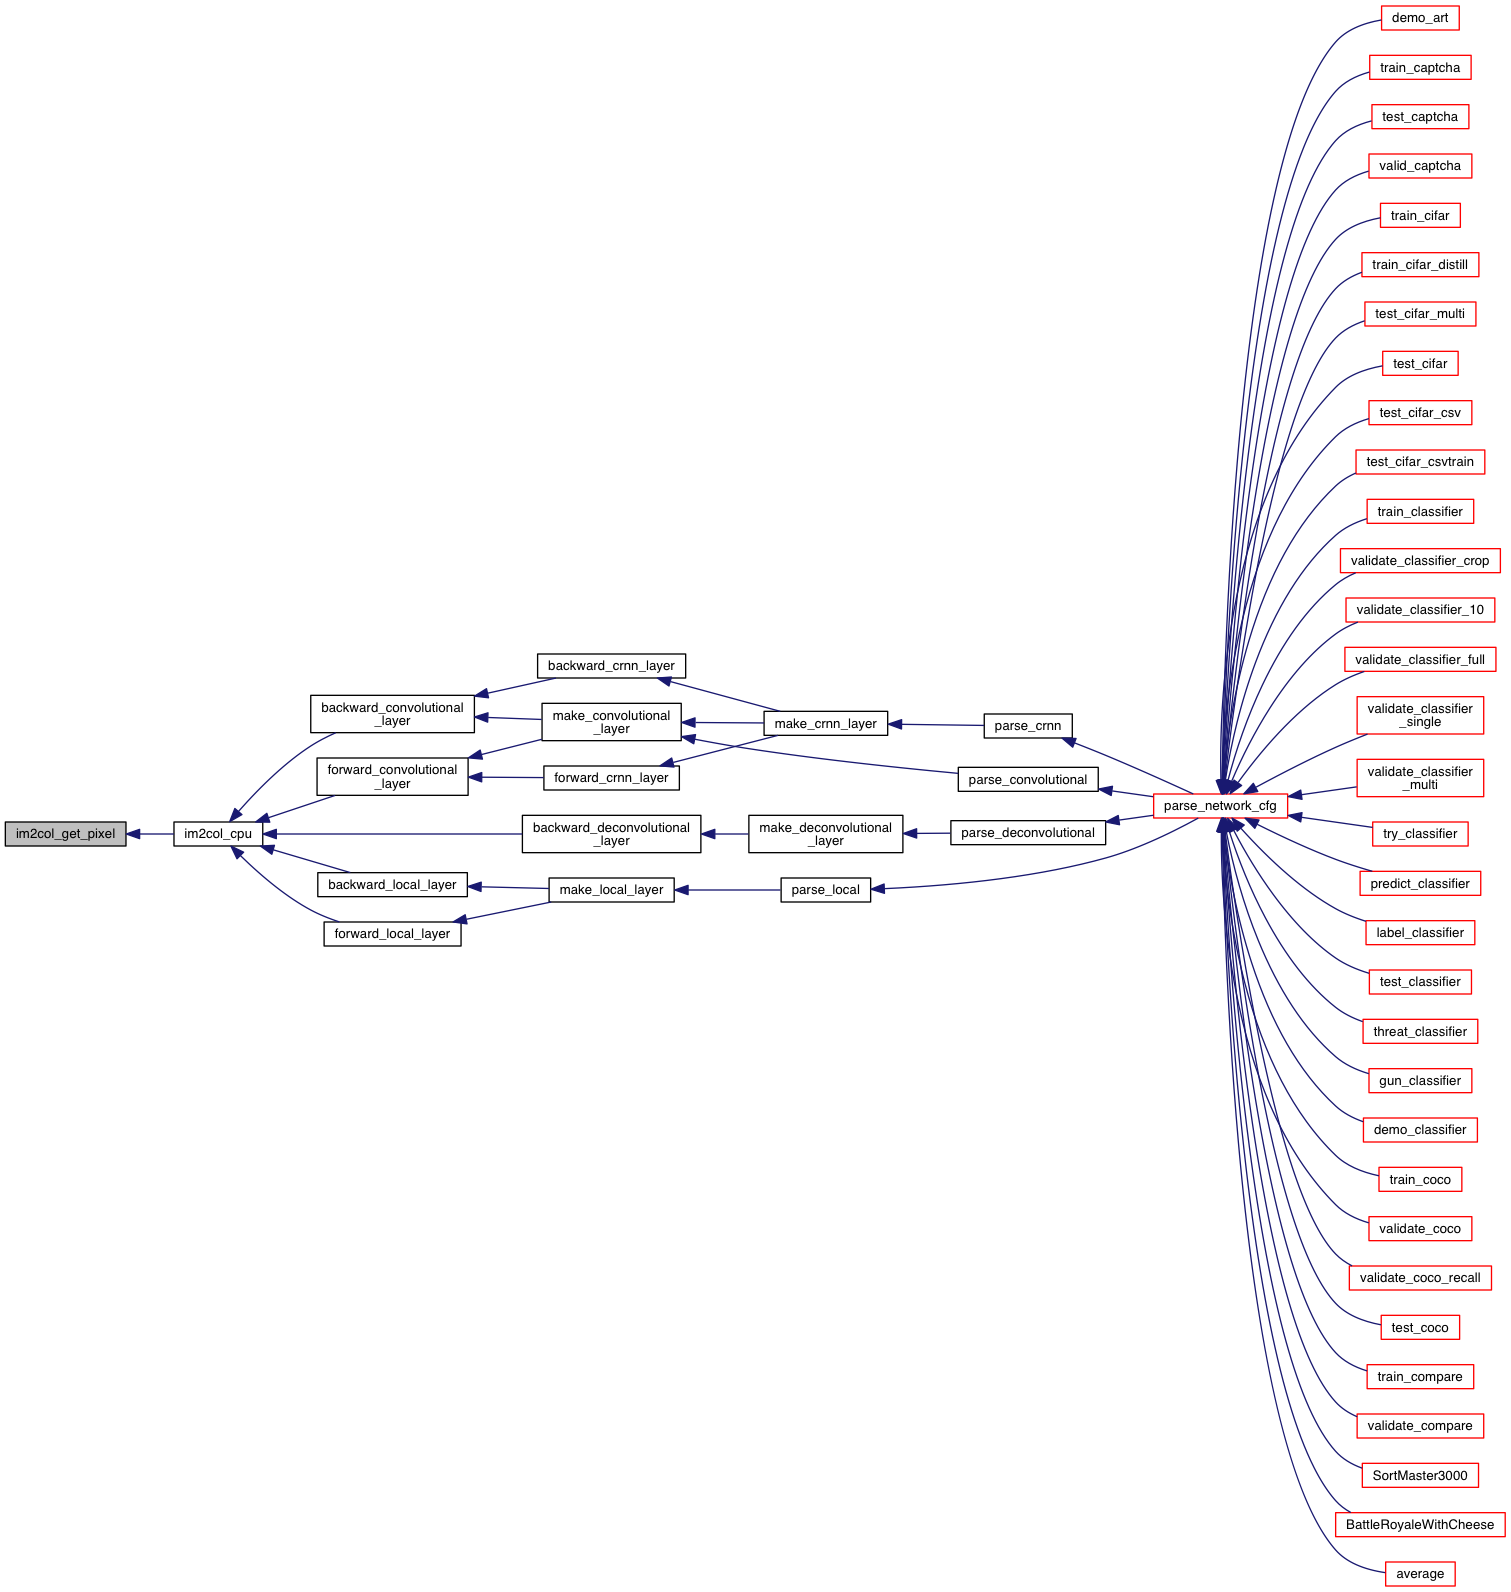 demo_art
train_captcha
test_captcha
valid_captcha
train_cifar
train_cifar_distill
test_cifar_multi
test_cifar
test_cifar_csv
test_cifar_csvtrain
train_classifier
validate_classifier_crop
validate_classifier_10
validate_classifier_full
validate_classifier
_single
validate_classifier
_multi
try_classifier
predict_classifier
label_classifier
test_classifier
threat_classifier
gun_classifier
demo_classifier
train_coco
validate_coco
validate_coco_recall
test_coco
train_compare
validate_compare
SortMaster3000
BattleRoyaleWithCheese
average
parse_network_cfg
parse_crnn
parse_convolutional
parse_deconvolutional
parse_local
make_crnn_layer
make_deconvolutional
_layer
backward_crnn_layer
make_convolutional
_layer
forward_crnn_layer
backward_deconvolutional
_layer
make_local_layer
backward_convolutional
_layer
forward_convolutional
_layer
backward_local_layer
forward_local_layer
im2col_cpu
im2col_get_pixel